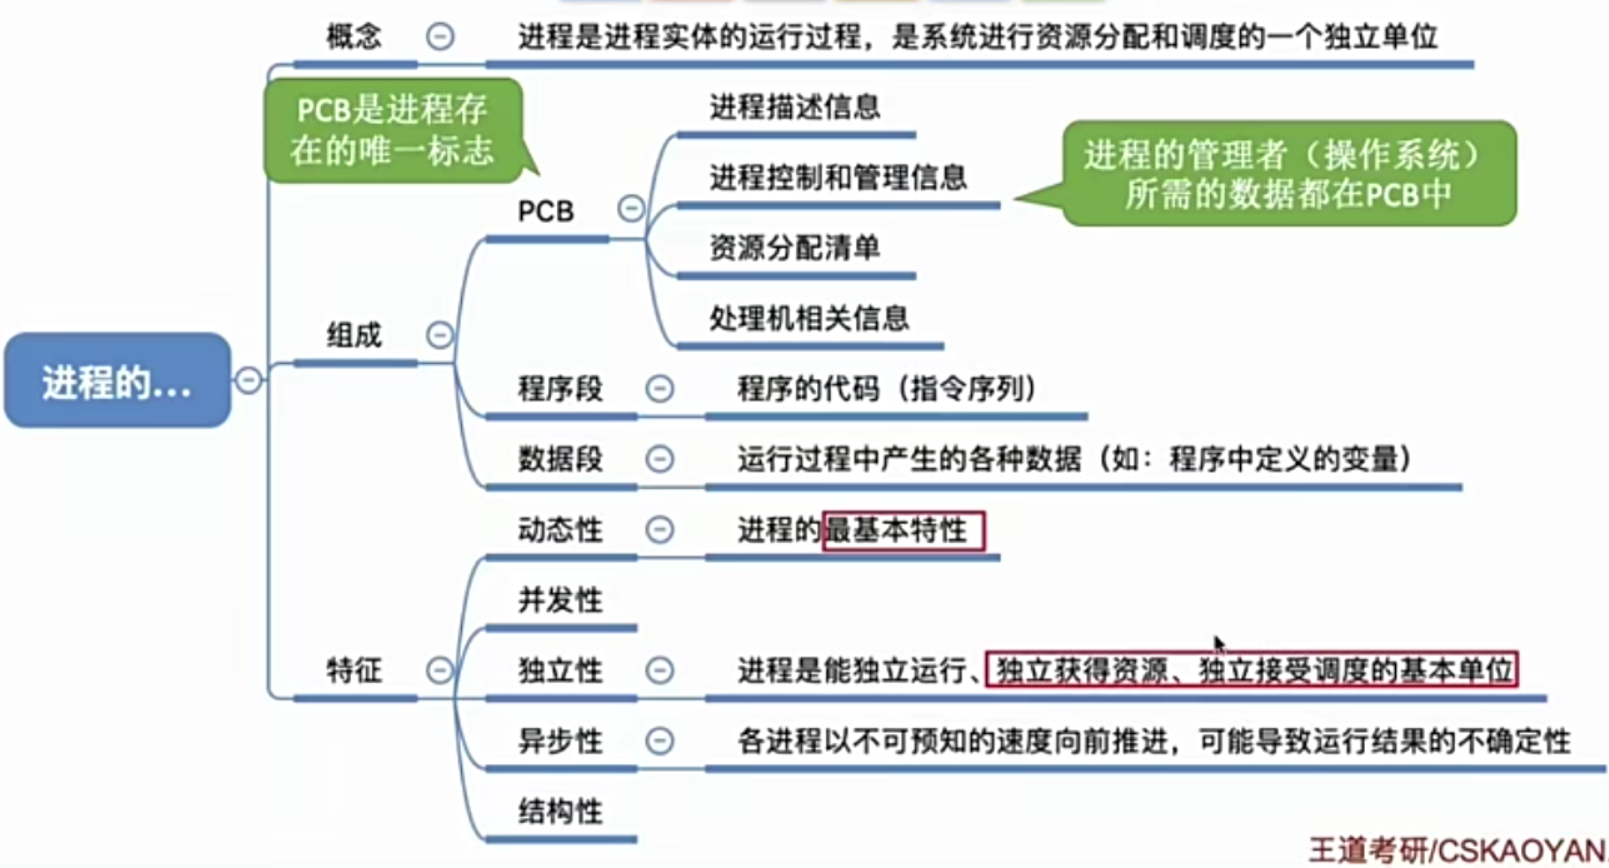 概念
进程是进程实体的运行过程，是系统进行资源分配和调度的一个独立单位
PCB是进程存
在的唯一标志
进程描述信息
进程控制和管理信息
进程的管理者（操作系统）
所需的数据都在PCB中
PCB
资源分配清单
处理机相关信息
组成
进程的...
程序段
程序的代码（指令序列）
数据段
运行过程中产生的各种数据（如：程序中定义的变量）
动态性
进程的最基本特性
并发性
特征
独立性
进程是能独立运行、独立获得资源、独立接受调度的基本单位
异步性
各进程以不可预知的速度向前推进，可能导致运行结果的不确定性
结构性
王道考研/CSKAOYAN